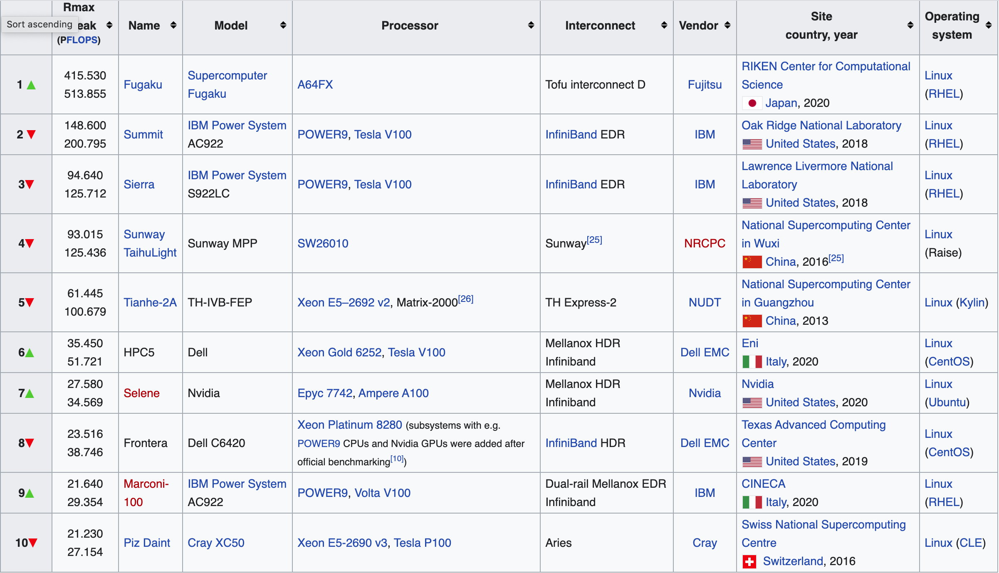 Rmax
Sort ascending
eak
(PFLOPS)
Name
Model
Processor
Interconnect
Vendor
Site
country, year
Operating
system
1
415.530
513.855
Fugaku
Supercomputer
Fugaku
A64FX
Tofu interconnect D
Fujitsu
RIKEN Center for Computational
Science
Japan, 2020
Linux
(RHEL)
2
148.600
200.795
Summit
IBM Power System
AC922
POWER9, Tesla V100
InfiniBand EDR
IBM
Oak Ridge National Laboratory
United States, 2018
Linux
(RHEL)
3
94.640
125.712
Sierra
IBM Power System
S922LC
POWER9, Tesla V100
InfiniBand EDR
IBM
Lawrence Livermore National
Laboratory
United States, 2018
Linux
(RHEL)
4
93.015
125.436
Sunway
TaihuLight
Sunway MPP
SW26010
Sunway[25]
NRCPC
National Supercomputing Center
in Wuxi
China, 2016[25]
Linux
(Raise)
5
61.445
100.679
Tianhe-2A
TH-IVB-FEP
Xeon E5–2692 v2, Matrix-2000[26]
TH Express-2
NUDT
National Supercomputing Center
in Guangzhou
China, 2013
Linux (Kylin)
6
35.450
51.721
HPC5
Dell
Xeon Gold 6252, Tesla V100
Mellanox HDR
Infiniband
Dell EMC
Eni
Italy, 2020
Linux
(CentOS)
7
27.580
34.569
Selene
Nvidia
Epyc 7742, Ampere A100
Mellanox HDR
Infiniband
Nvidia
Nvidia
United States, 2020
Linux
(Ubuntu)
8
23.516
38.746
Frontera
Dell C6420
Xeon Platinum 8280 (subsystems with e.g.
POWER9 CPUs and Nvidia GPUs were added after
official benchmarking[10])
InfiniBand HDR
Dell EMC
Texas Advanced Computing
Center
United States, 2019
Linux
(CentOS)
9
21.640
29.354
Marconi-
100
IBM Power System
AC922
POWER9, Volta V100
Dual-rail Mellanox EDR
Infiniband
IBM
CINECA
Italy, 2020
Linux
(RHEL)
10
21.230
27.154
Piz Daint
Cray XC50
Xeon E5-2690 v3, Tesla P100
Aries
Cray
Swiss National Supercomputing
Centre
Switzerland, 2016
Linux (CLE)